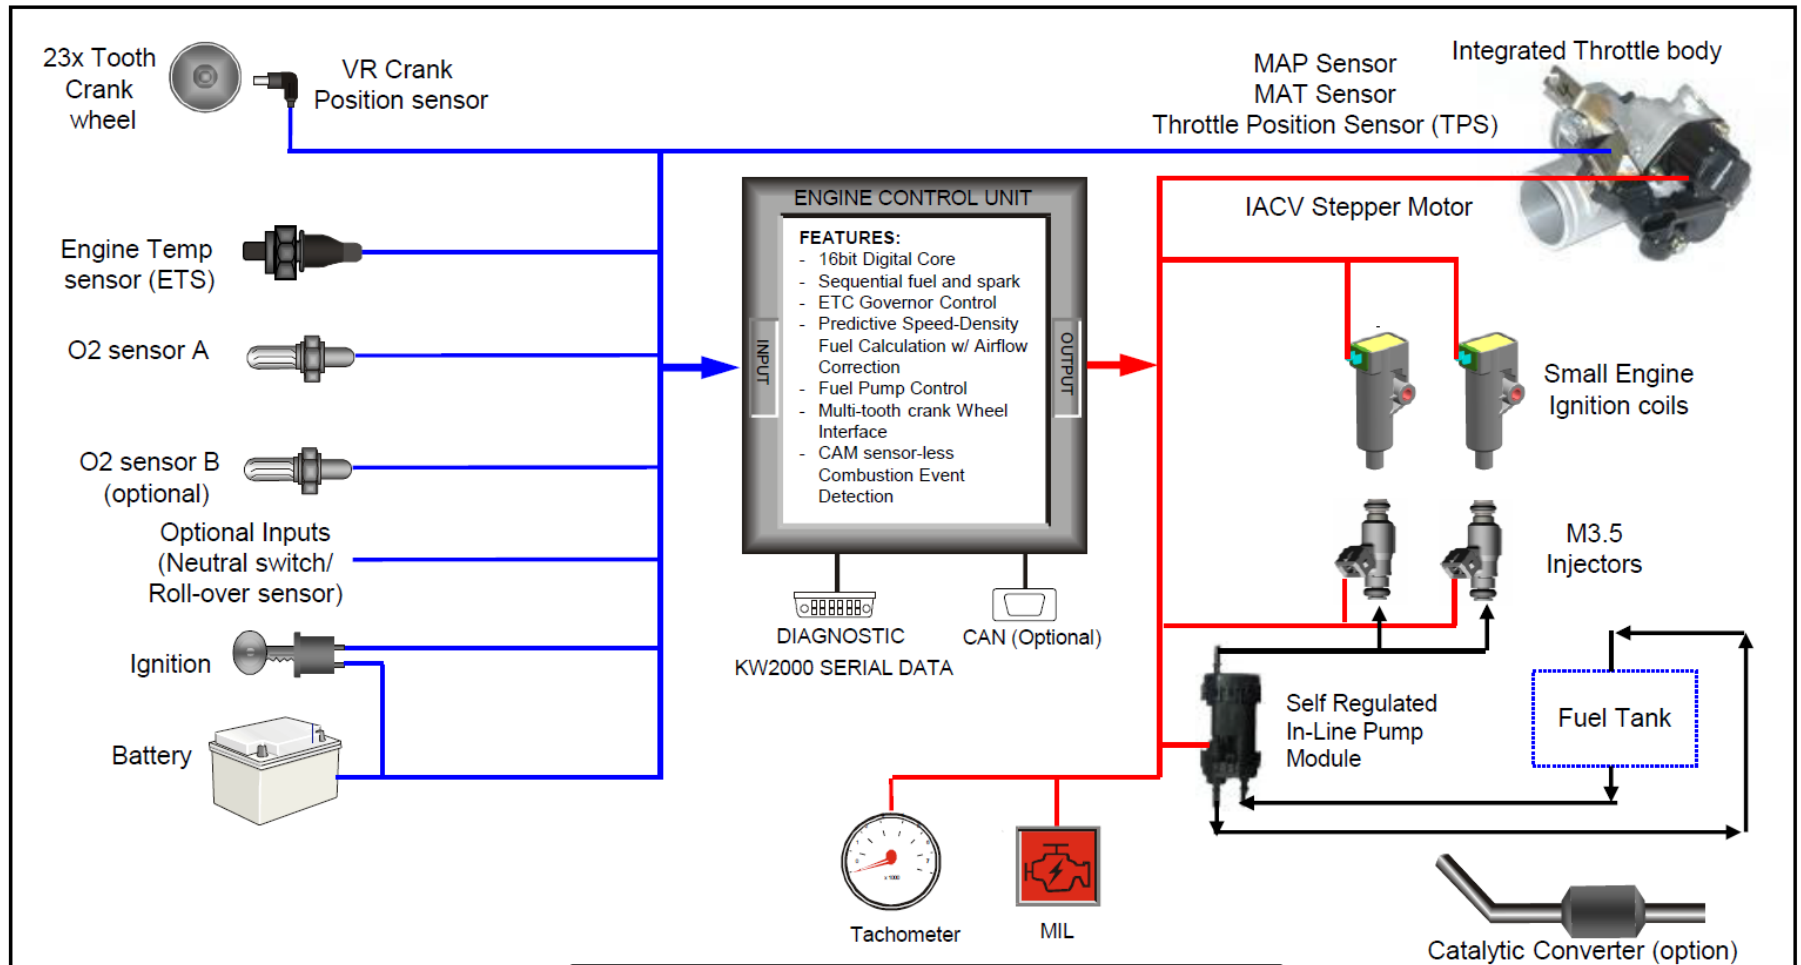 23x Tooth
Crank
wheel
VR Crank
Position sensor
MAP Sensor
MAT Sensor
Throttle Position Sensor (TPS)
Integrated Throttle body
IACV Stepper Motor
Engine Temp
sensor (ETS)
O2 sensor A
O2 sensor B
(optional)
Optional Inputs
(Neutral switch/
Roll-over sensor)
Ignition
Battery
ENGINE CONTROL UNIT
INPUT
FEATURES:
- 16bit Digital Core
- Sequential fuel and spark
- ETC Governor Control
- Predictive Speed-Density
Fuel Calculation w/ Airflow
Correction
- Fuel Pump Control
- Multi-tooth crank Wheel
Interface
- CAM sensor-less
Combustion Event
Detection
OUTPUT
DIAGNOSTIC
KW2000 SERIAL DATA
CAN (Optional)
Small Engine
Ignition coils
M3.5
Injectors
Self Regulated
In-Line Pump
Module
Fuel Tank
x 1000
Tachometer
MIL
Catalytic Converter (option)